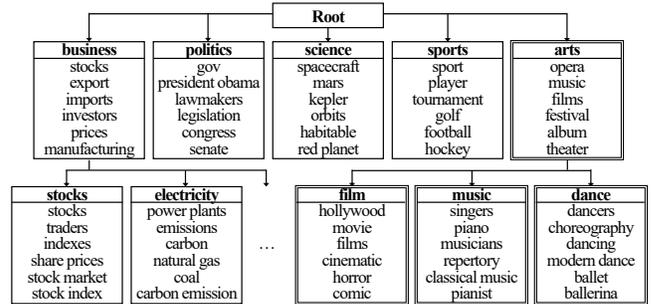 Root
business
stocks
export
imports
investors
prices
manufacturing
politics
gov
president obama
lawmakers
legislation
congress
senate
science
spacecraft
mars
kepler
orbits
habitable
red planet
sports
sport
player
tournament
golf
football
hockey
arts
opera
music
films
festival
album
theater
stocks
stocks
traders
indexes
share prices
stock market
stock index
electricity
power plants
emissions
carbon
natural gas
coal
carbon emission
...
film
hollywood
movie
films
cinematic
horror
comic
music
singers
piano
musicians
repertory
classical music
pianist
dance
dancers
choreography
dancing
modern dance
ballet
ballerina